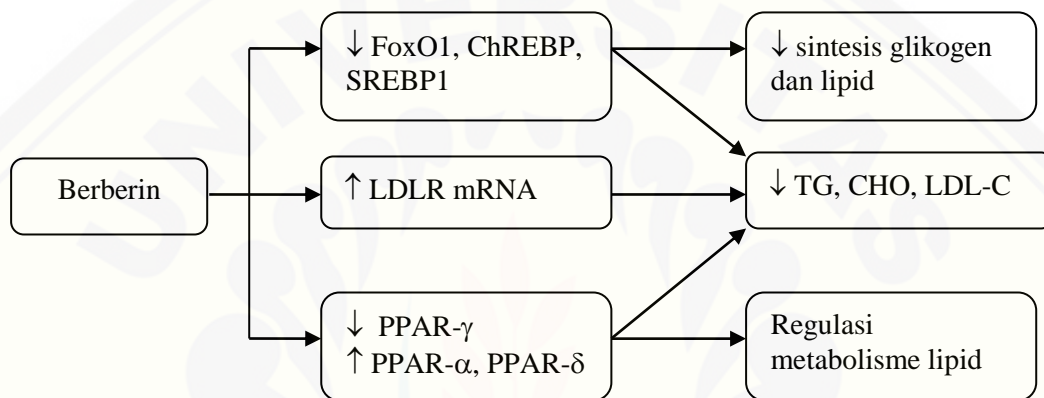 ↓ FoxO1, ChREBP,
SREBP1
↓ sintesis glikogen
dan lipid
Berberin
↑ LDLR mRNA
↓ TG, CHO, LDL-C
↓ PPAR-γ
↑ PPAR-α, PPAR-δ
Regulasi
metabolisme lipid
UNIVERSITAS